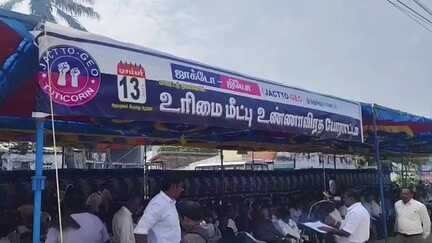 JACTTO-GEO
TUTICORIN
13
ஜாக்டோ - ஜியோ
JACTTO-GEO
உரிமை மீட்பு உண்ணாவிரத போராட்டம்